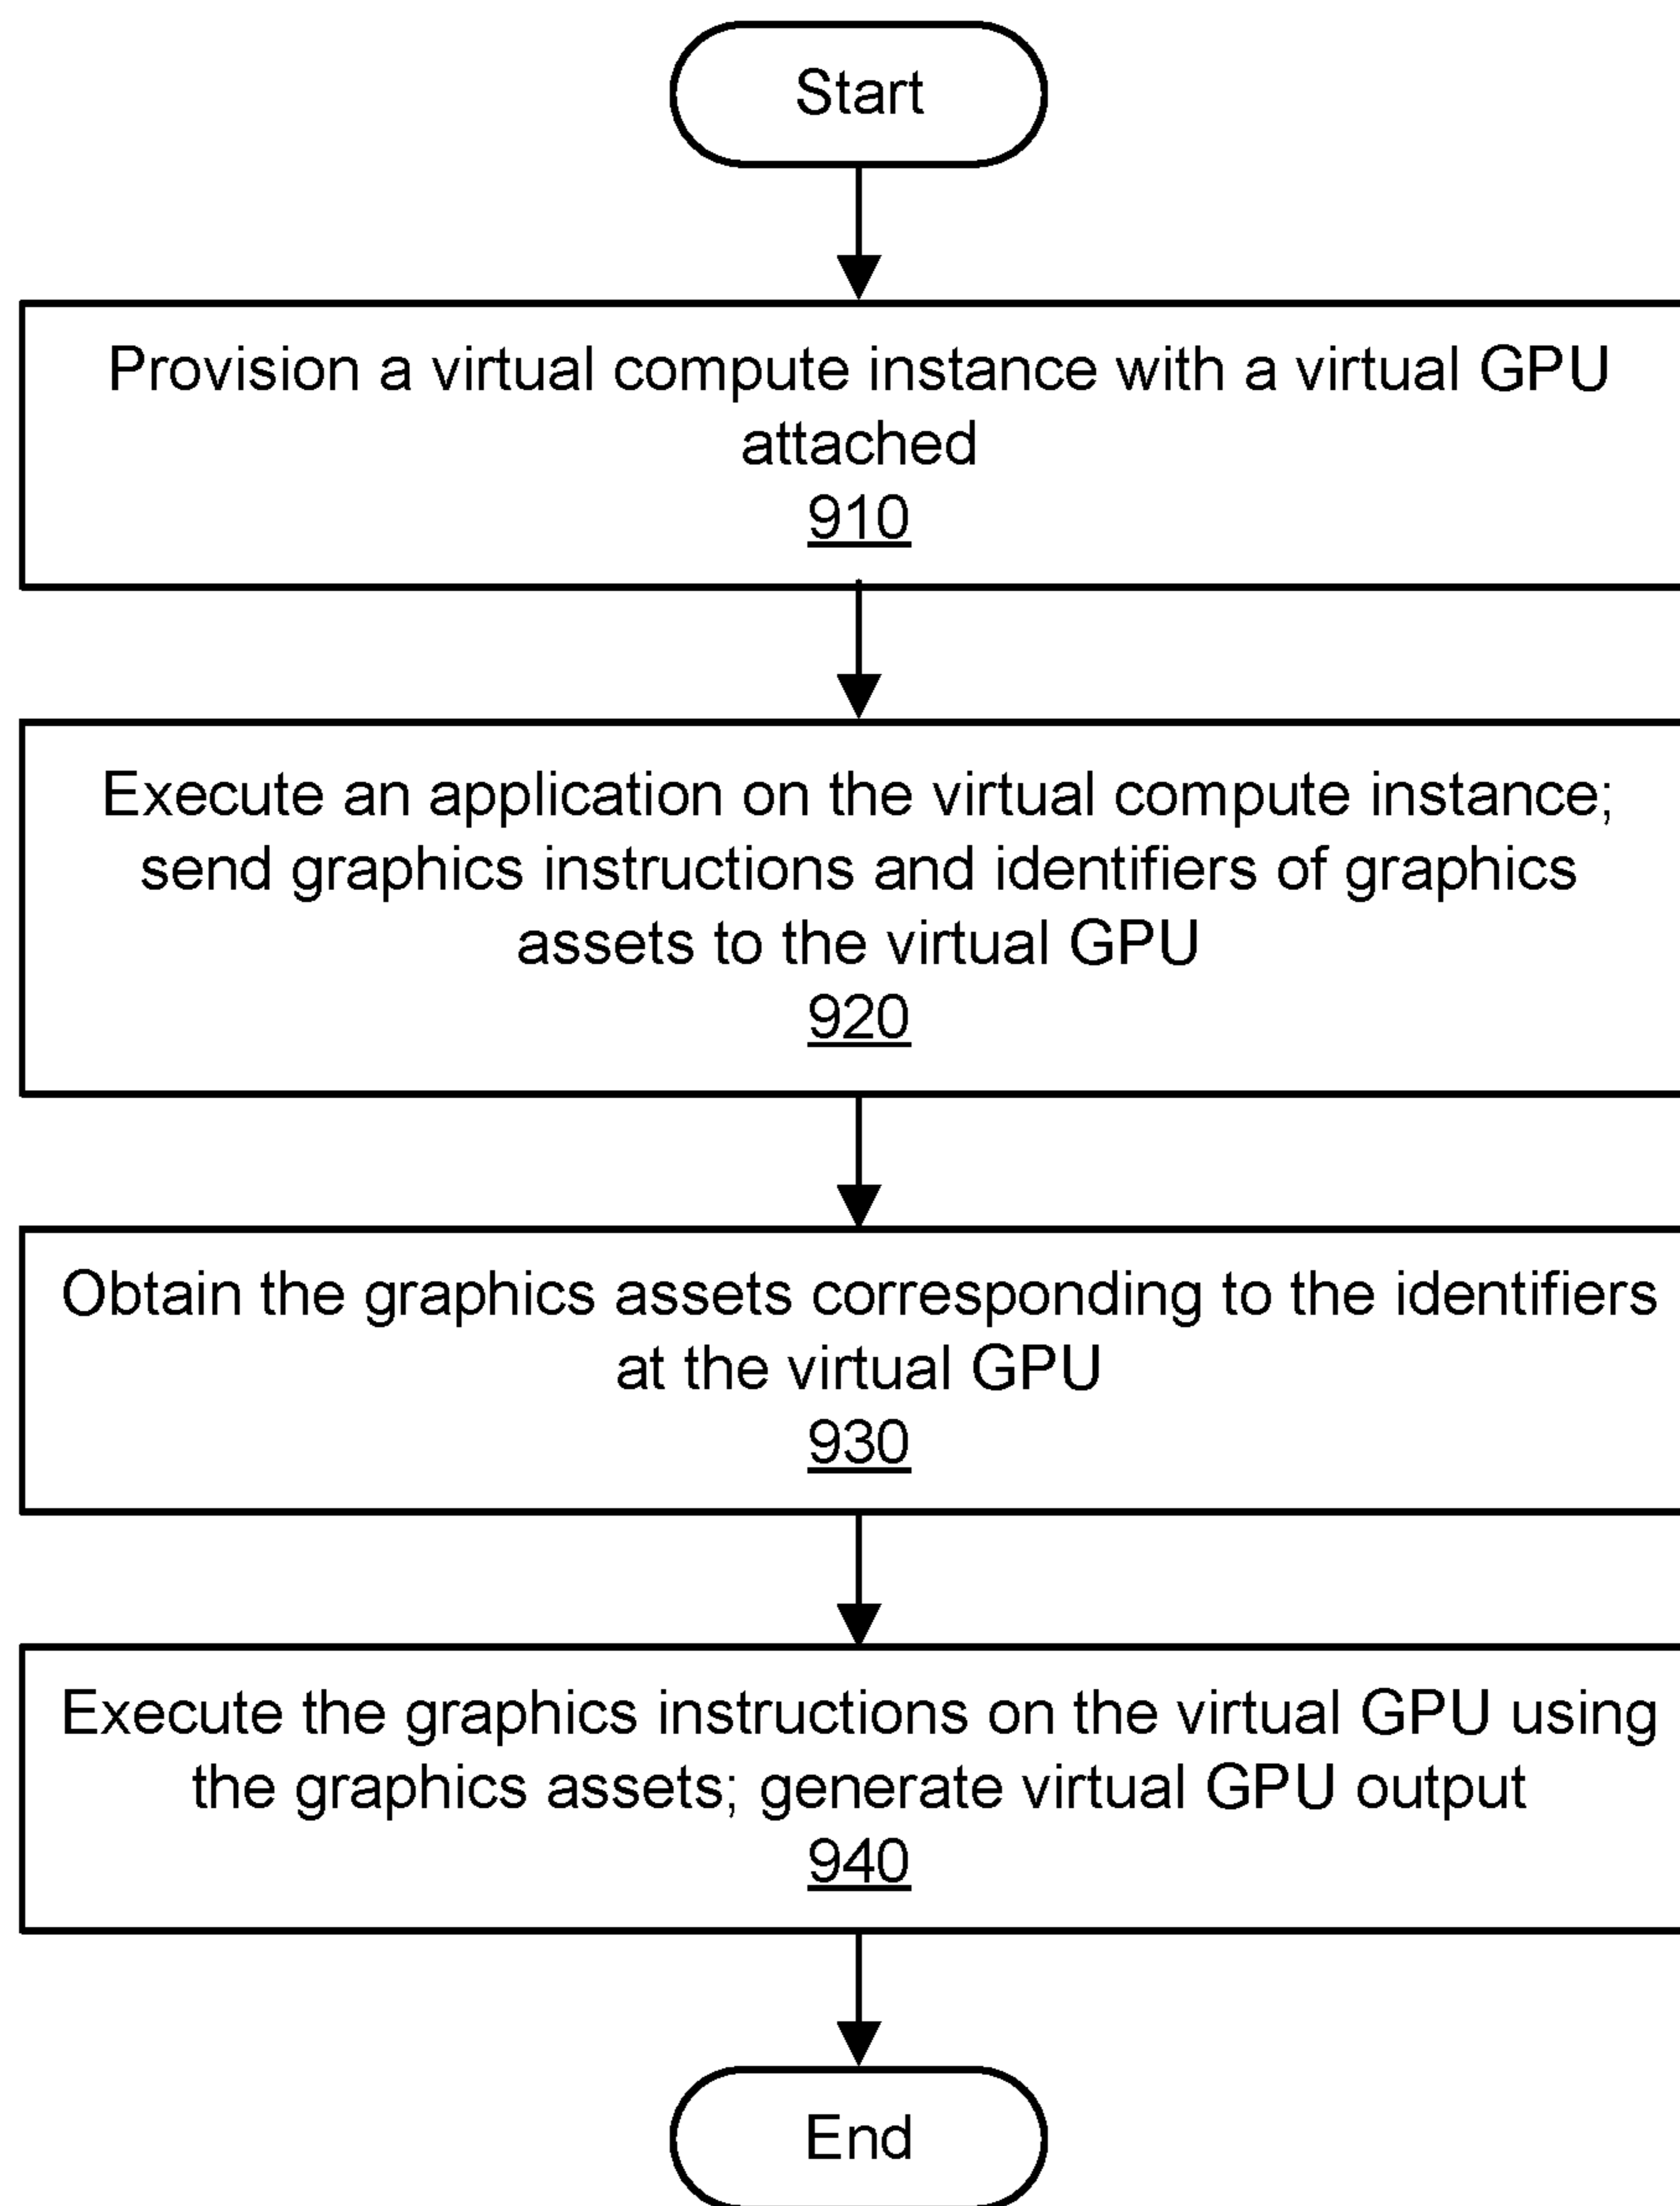 Start
Provision a virtual compute instance with a virtual GPU
attached
910
Execute an application on the virtual compute instance;
send graphics instructions and identifiers of graphics
assets to the virtual GPU
920
Obtain the graphics assets corresponding to the identifiers
at the virtual GPU
930
Execute the graphics instructions on the virtual GPU using
the graphics assets; generate virtual GPU output
940
End